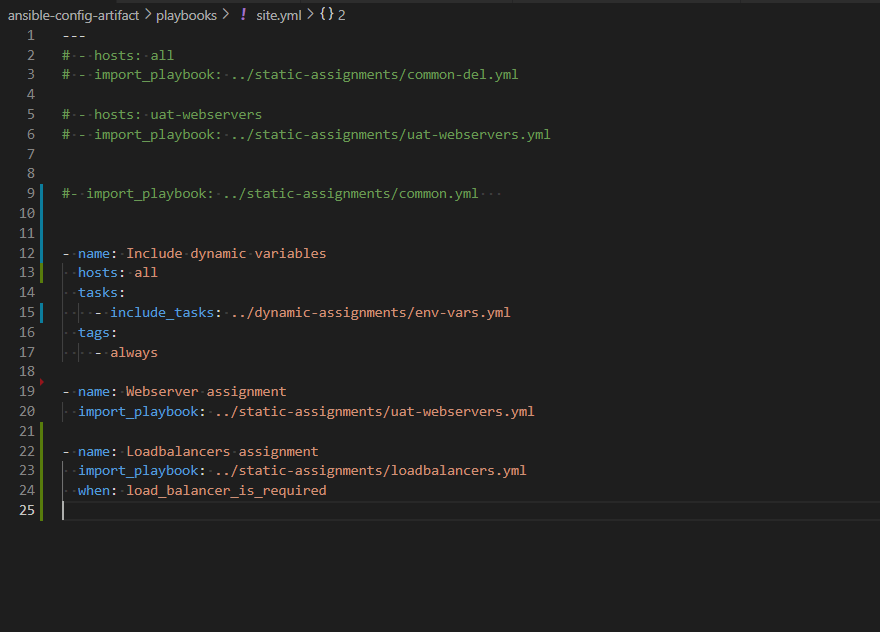 ansible-config-artifact > playbooks > ! site.yml > {} 2
1 ---
2 # - hosts: all
3 # - import_playbook: ../static-assignments/common-del.yml
4
5 # - hosts: uat-webservers
6 # - import_playbook: ../static-assignments/uat-webservers.yml
7
8
9 #- import_playbook: ../static-assignments/common.yml
10
11
12 - name: Include dynamic variables
13   hosts: all
14   tasks:
15     - include_tasks: ../dynamic-assignments/env-vars.yml
16   tags:
17     - always
18
19 - name: Webserver assignment
20   import_playbook: ../static-assignments/uat-webservers.yml
21
22 - name: Loadbalancers assignment
23   import_playbook: ../static-assignments/loadbalancers.yml
24   when: load_balancer_is_required
25